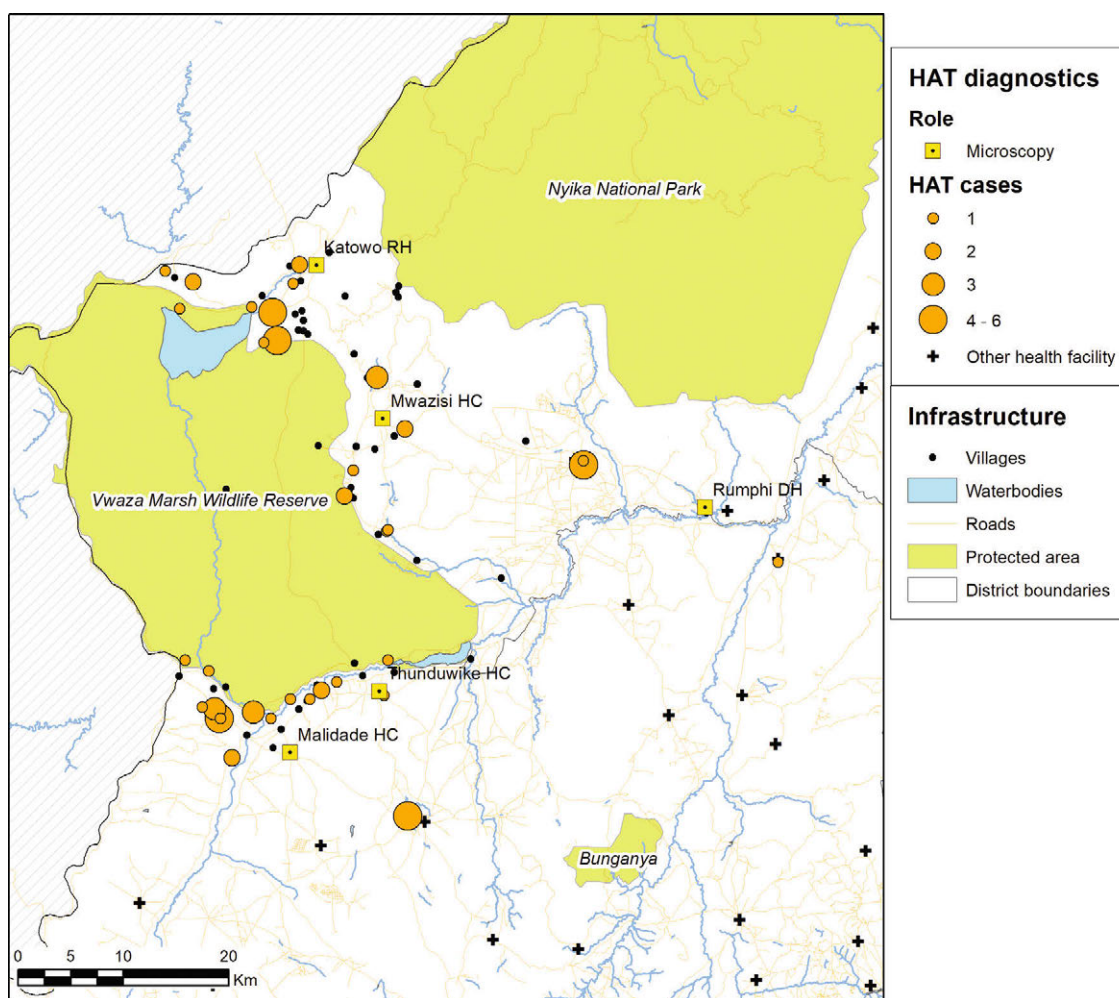 Nyika National Park
Katowo RH
Mwazisi HC
Vwaza Marsh Wildlife Reserve
Rumphi DH
Thunduwike HC
Malidade HC
Bunganya
0 5 10 20
Km
HAT diagnostics
Role
Microscopy
HAT cases
1
2
3
4 - 6
Other health facility
Infrastructure
Villages
Waterbodies
Roads
Protected area
District boundaries